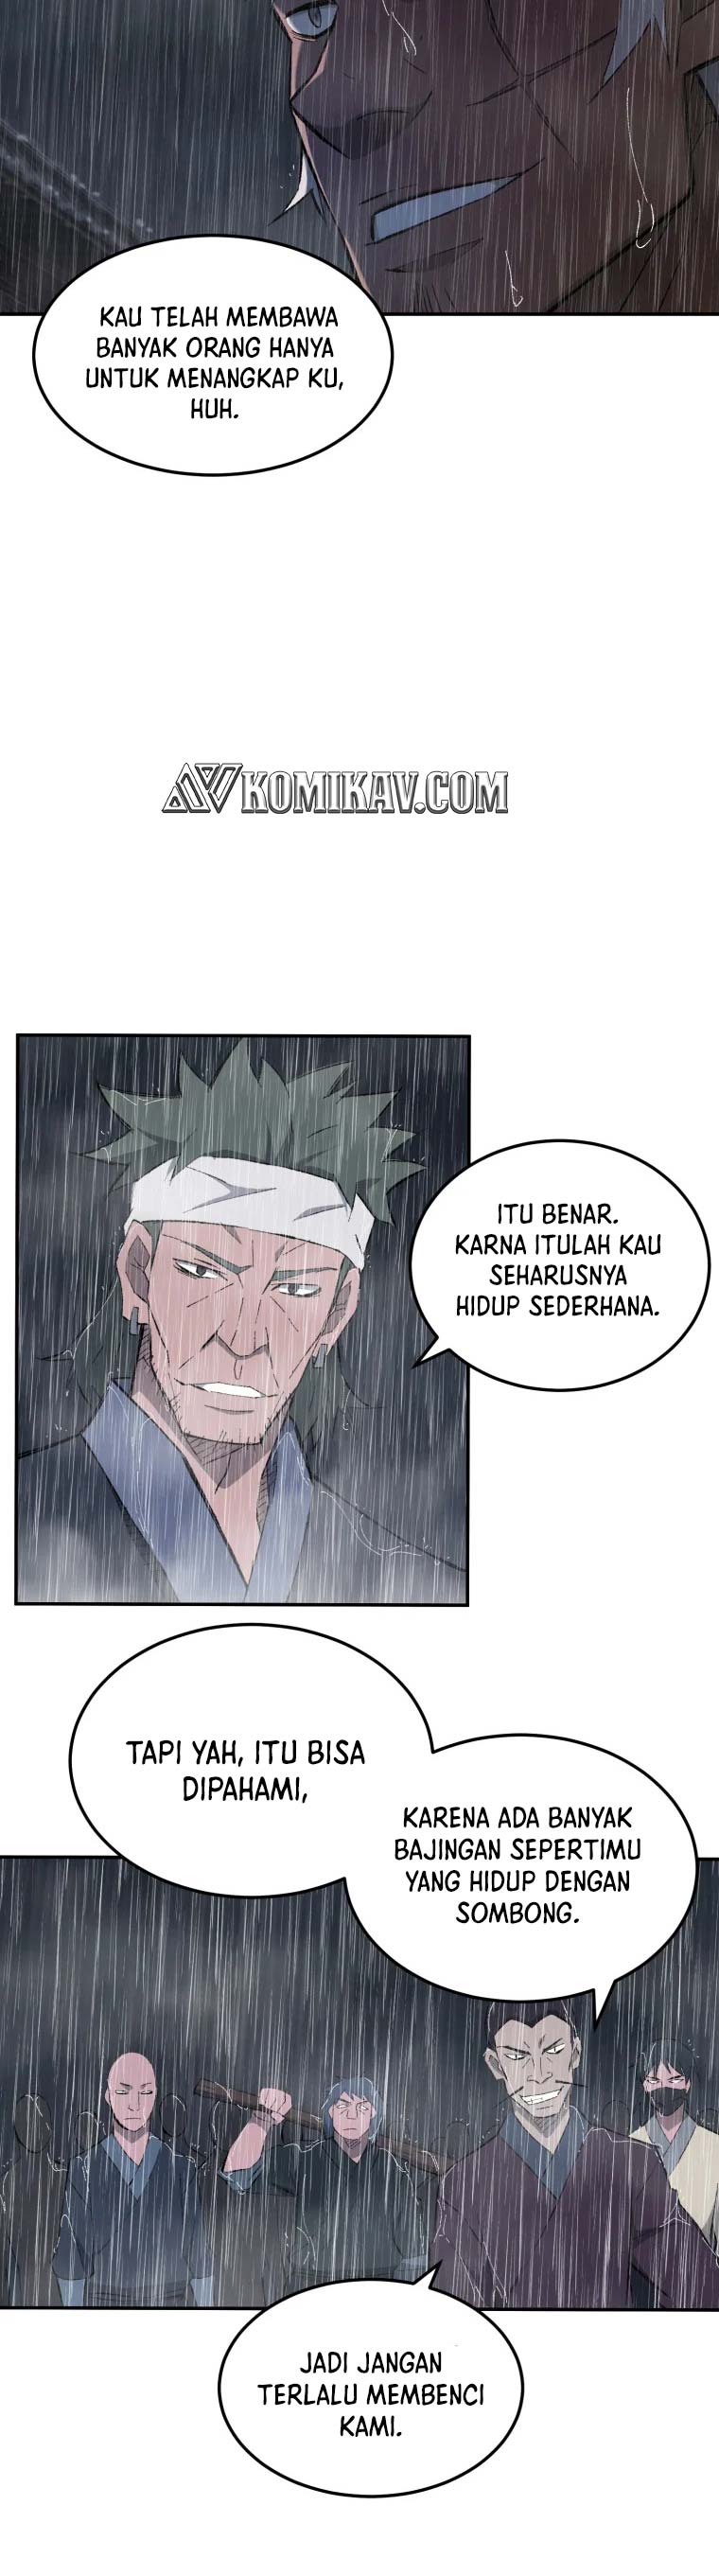 KAU TELAH MEMBAWA
BANYAK ORANG HANYA
UNTUK MENANGKAP KU,
HUH.
KOMIKAV.COM
ITU BENAR.
KARNA ITULAH KAU
SEHARUSNYA
HIDUP SEDERHANA.
TAPI YAH, ITU BISA
DIPAHAMI,
KARENA ADA BANYAK
BAJINGAN SEPERTIMU
YANG HIDUP DENGAN
SOMBONG.
JADI JANGAN
TERLALU MEMBENCI
KAMI.